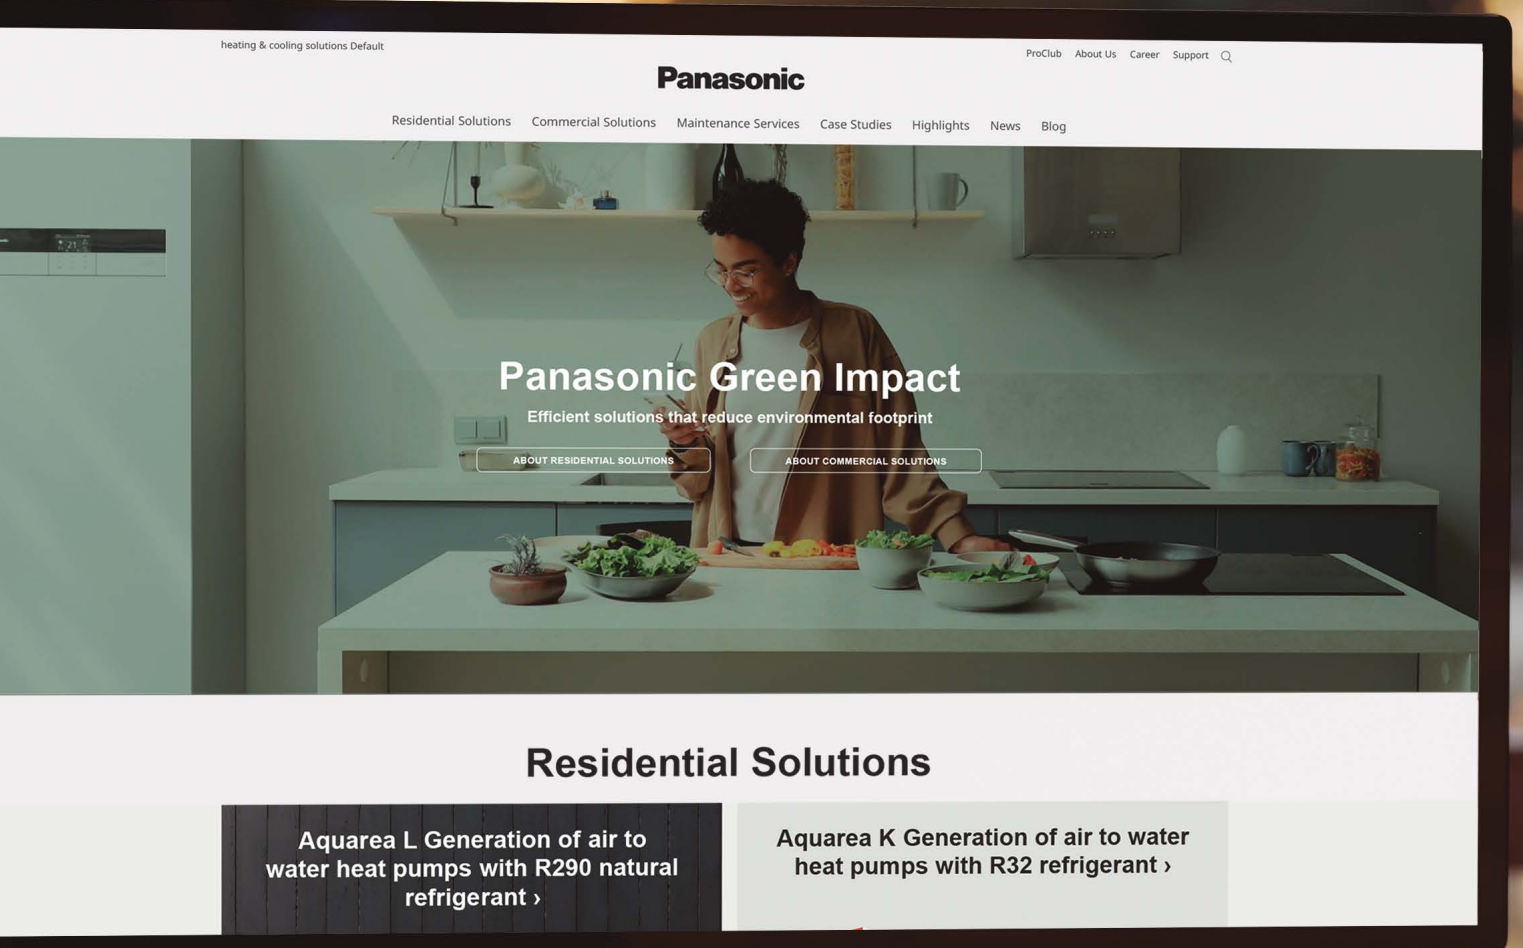 heating & cooling solutions Default
ProClub About Us Career Support
Panasonic
Residential Solutions Commercial Solutions Maintenance Services Case Studies Highlights News Blog
21
Panasonic Green Impact
Efficient solutions that reduce environmental footprint
ABOUT RESIDENTIAL SOLUTIONS ABOUT COMMERCIAL SOLUTIONS
Residential Solutions
Aquarea L Generation of air to
water heat pumps with R290 natural
refrigerant ›
Aquarea K Generation of air to water
heat pumps with R32 refrigerant ›